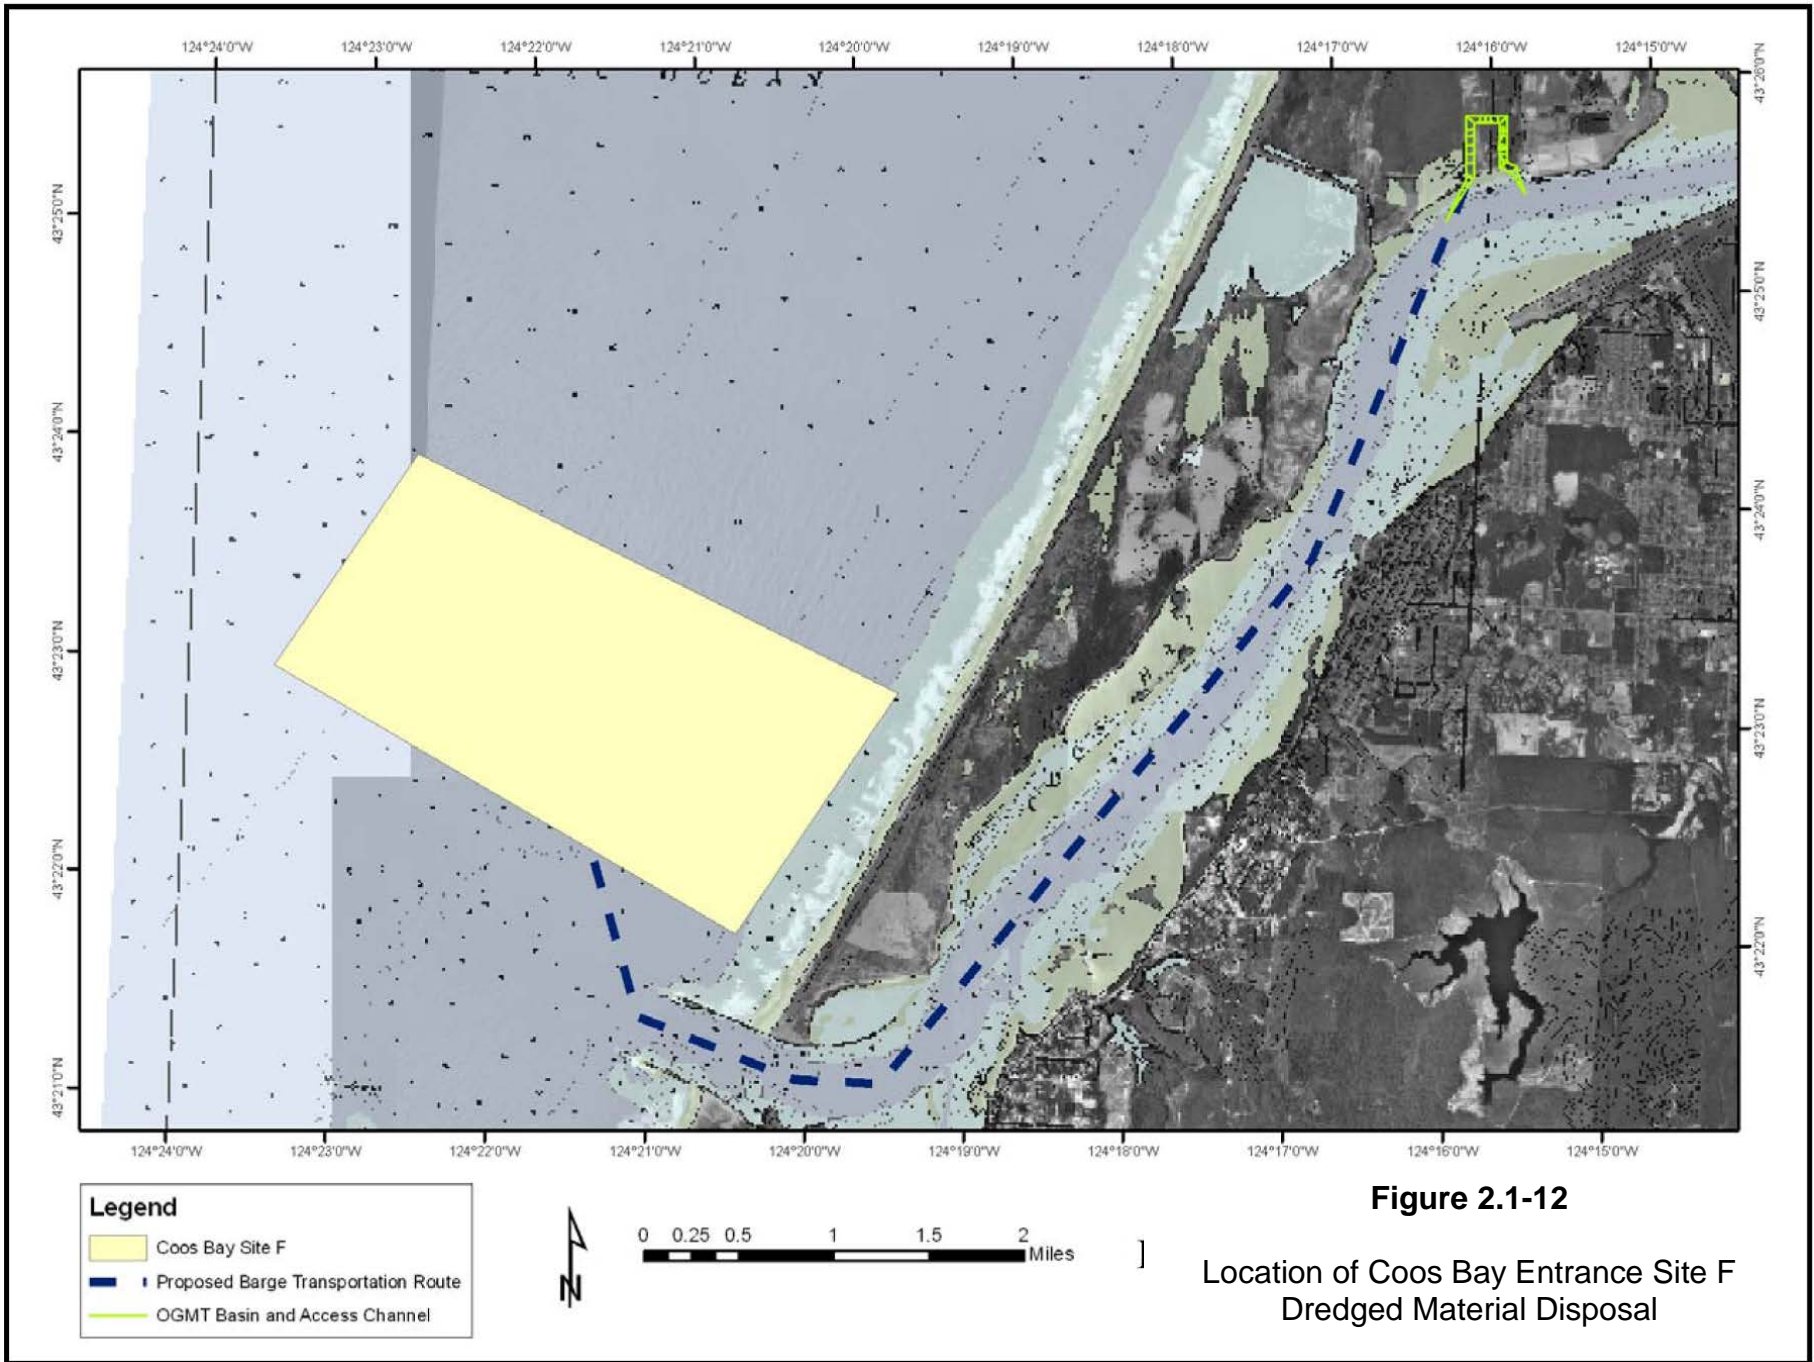 124°24'0"W 124°23'0"W 124°22'0"W 124°21'0"W 124°20'0"W 124°19'0"W 124°18'0"W 124°17'0"W 124°16'0"W 124°15'0"W
43°26'0"N
43°25'0"N
43°25'0"N
43°24'0"N
43°24'0"N
43°23'0"N
43°23'0"N
43°22'0"N
43°22'0"N
43°21'0"N
124°24'0"W 124°23'0"W 124°22'0"W 124°21'0"W 124°20'0"W 124°19'0"W 124°18'0"W 124°17'0"W 124°16'0"W 124°15'0"W
Legend
Coos Bay Site F
Proposed Barge Transportation Route
OGMT Basin and Access Channel
N
0 0.25 0.5 1 1.5 2
Miles
]
Figure 2.1-12
Location of Coos Bay Entrance Site F
Dredged Material Disposal